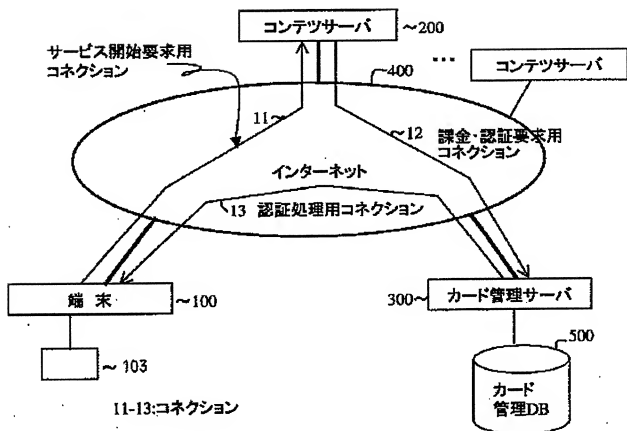 コンテツサーバ ～200
サービス開始要求用
コネクション
400
… コンテツサーバ
11～
～12
課金・認証要求用
コネクション
インターネット
13 認証処理用コネクション
端 末 ～100
300～ カード管理サーバ
～103
500
カード
管理DB
11-13:コネクション